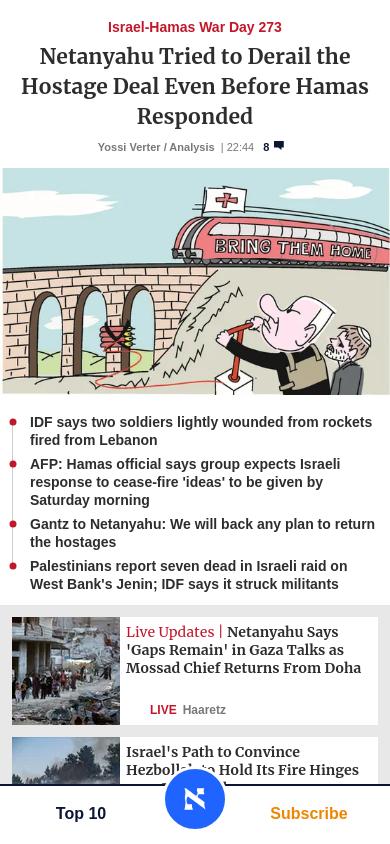 Israel-Hamas War Day 273
Netanyahu Tried to Derail the
Hostage Deal Even Before Hamas
Responded
Yossi Verter / Analysis | 22:44 8
BRING THEM HOME
IDF says two soldiers lightly wounded from rockets
fired from Lebanon
AFP: Hamas official says group expects Israeli
response to cease-fire 'ideas' to be given by
Saturday morning
Gantz to Netanyahu: We will back any plan to return
the hostages
Palestinians report seven dead in Israeli raid on
West Bank's Jenin; IDF says it struck militants
Live Updates | Netanyahu Says
'Gaps Remain' in Gaza Talks as
Mossad Chief Returns From Doha
LIVE Haaretz
Israel's Path to Convince
Hezbollah to Hold Its Fire Hinges
Top 10
Subscribe